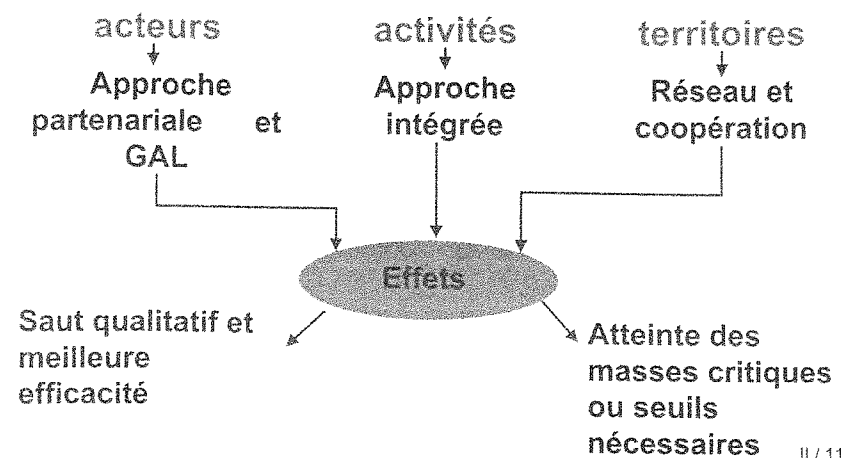 acteurs
Approche
partenariale et
GAL
activités
Approche
intégrée
territoires
Réseau et
coopération
Effets
Saut qualitatif et
meilleure
efficacité
Atteinte des
masses critiques
ou seuils
nécessaires
II / 11